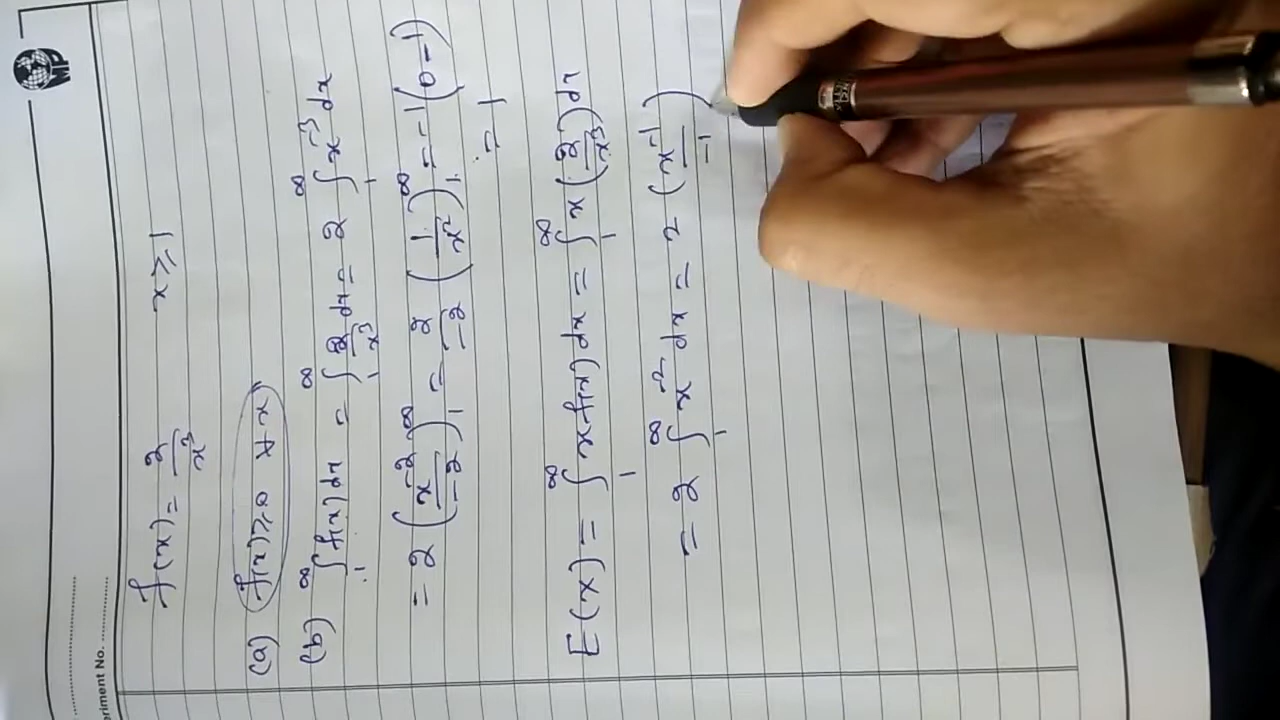 MP
eriment No. ..........
f(x) = 2/x³ x ≥ 1
(a) f(x) ≥ 0 ∀ x
(b) ∫₁^∞ f(x) dx = ∫₁^∞ 2/x³ dx = 2 ∫₁^∞ x⁻³ dx
= 2 (x⁻²/-2)₁^∞ = 2/-2 (1/x²)₁^∞ = -1(0-1)
= 1
E(x) = ∫₁^∞ x f(x) dx = ∫₁^∞ x (2/x³) dx
= 2 ∫₁^∞ x⁻² dx = 2 (x⁻¹/-1)